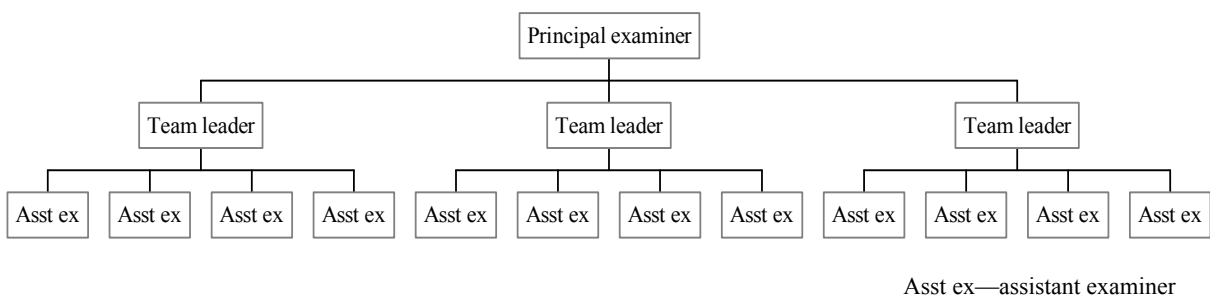 Principal examiner
Team leader Team leader Team leader
Asst ex Asst ex Asst ex Asst ex Asst ex Asst ex Asst ex Asst ex Asst ex Asst ex Asst ex Asst ex
Asst ex—assistant examiner